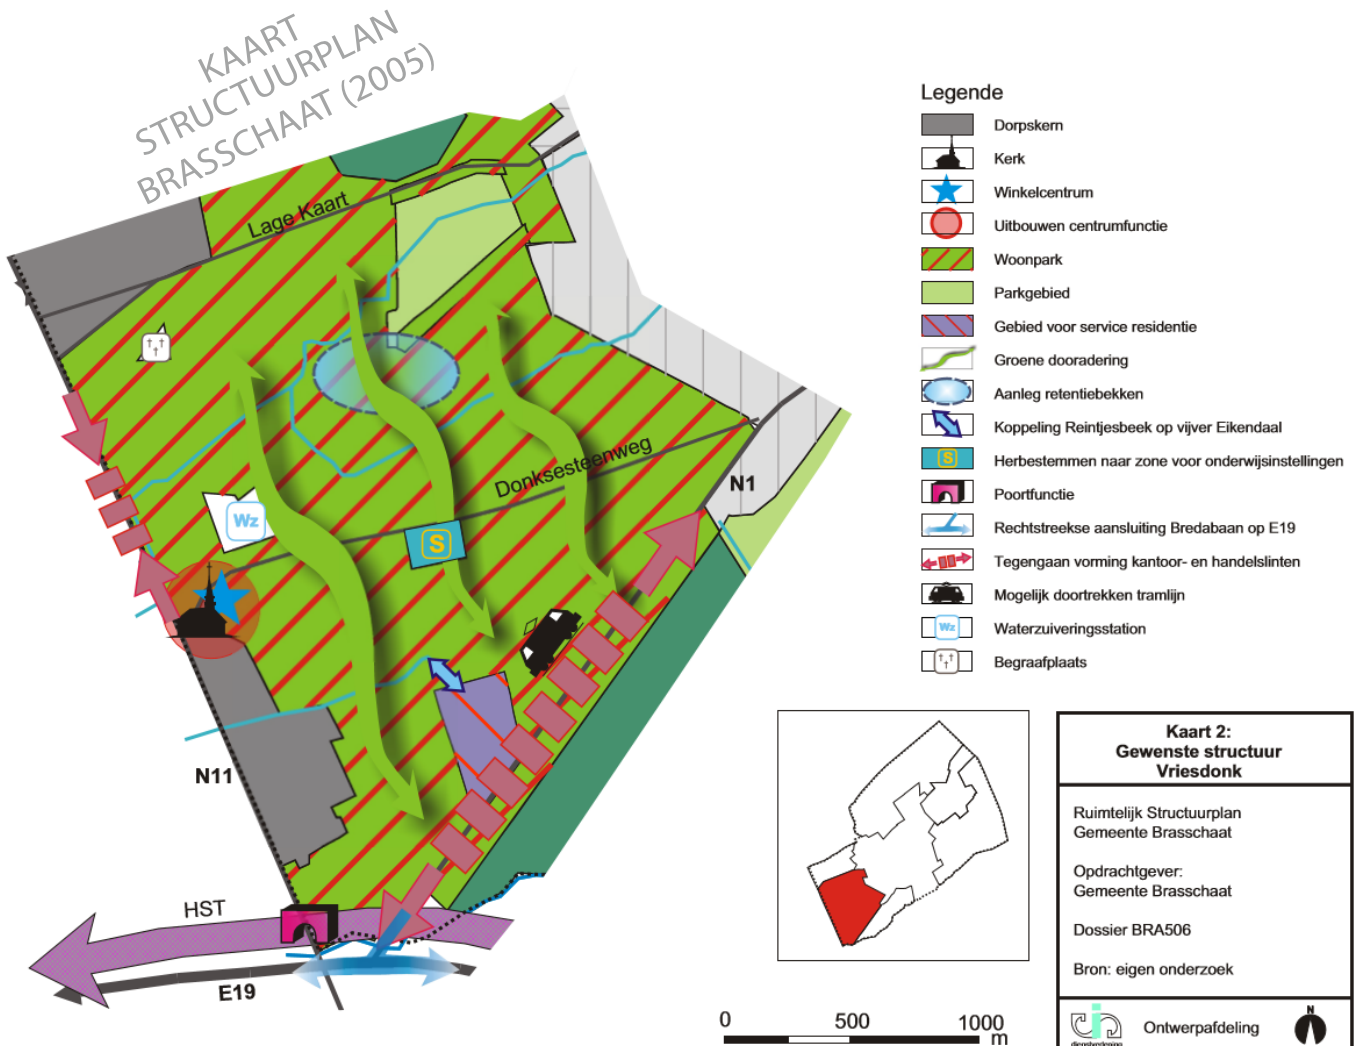 KAART
STRUCTUURPLAN
BRASSCHAAT (2005)
Lage Kaart
Donksesteenweg
N1
Wz
S
N11
HST
E19
Legende
Dorpskern
Kerk
Winkelcentrum
Uitbouwen centrumfunctie
Woonpark
Parkgebied
Gebied voor service residentie
Groene dooradering
Aanleg retentiebekken
Koppeling Reintjesbeek op vijver Eikendaal
S
Herbestemmen naar zone voor onderwijsinstellingen
Poortfunctie
Rechtstreekse aansluiting Bredabaan op E19
Tegengaan vorming kantoor- en handelslinten
Mogelijk doortrekken tramlijn
Wz
Waterzuiveringsstation
Begraafplaats
Kaart 2:
Gewenste structuur
Vriesdonk
Ruimtelijk Structuurplan
Gemeente Brasschaat
Opdrachtgever:
Gemeente Brasschaat
Dossier BRA506
Bron: eigen onderzoek
Ontwerpafdeling
N
0 500 1000
m